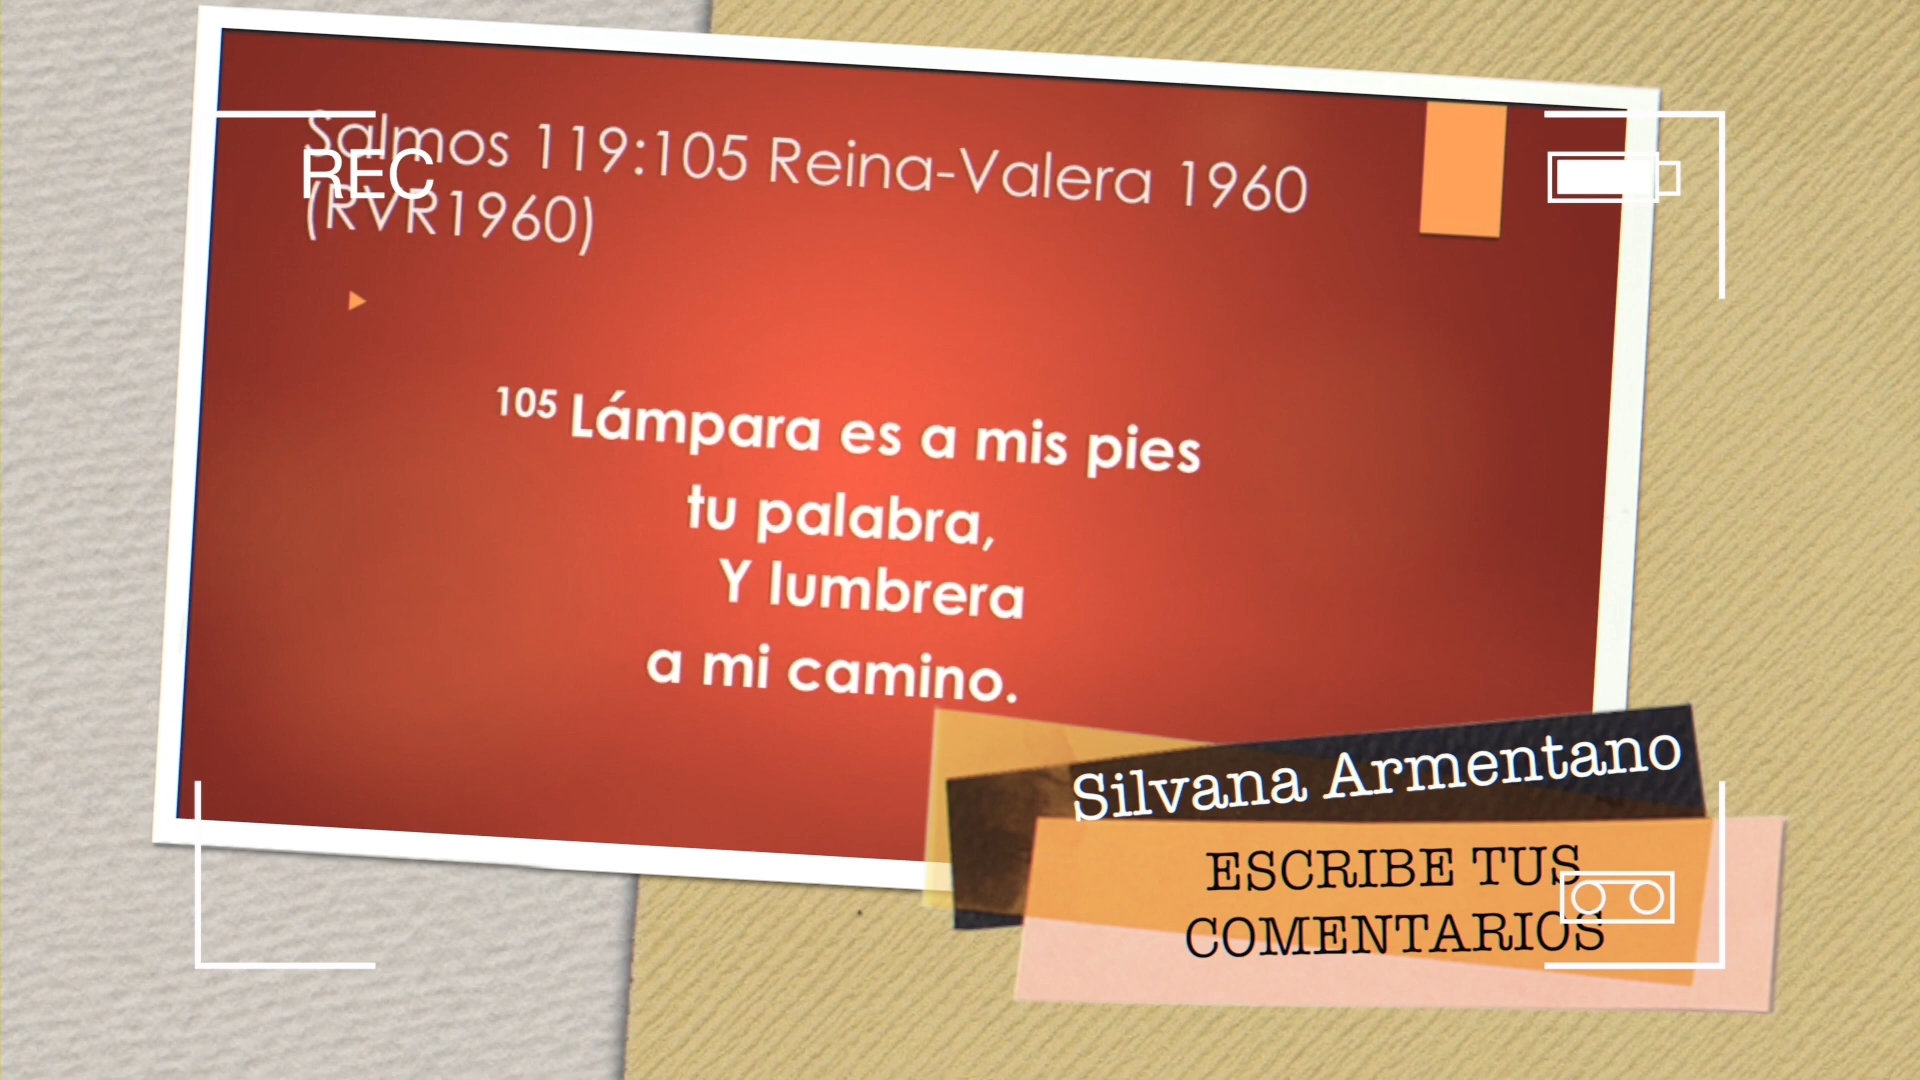 Salmos 119:105 Reina-Valera 1960
(RVR1960)
REC
105 Lámpara es a mis pies
tu palabra,
Y lumbrera
a mi camino.
Silvana Armentano
ESCRIBE TUS
COMENTARIOS